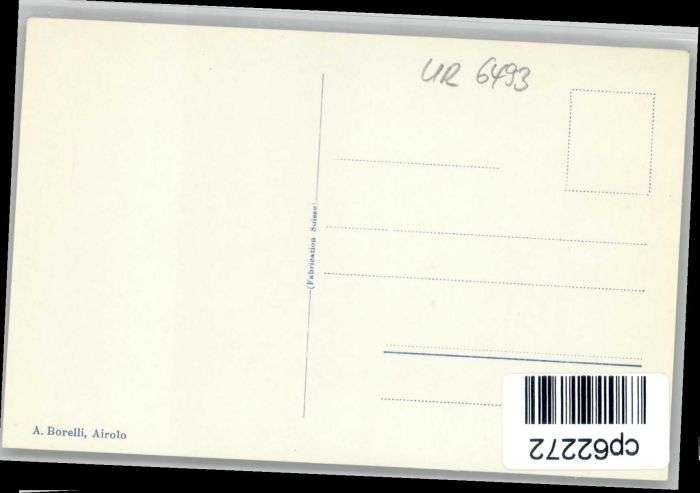 UR 6493
(Fabrication Suisse)
A. Borelli, Airolo
cp62272